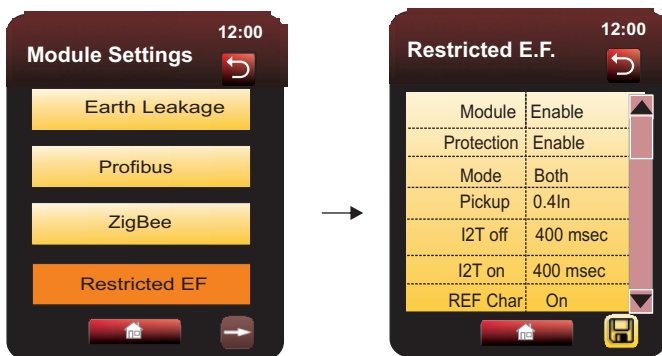 12:00
Module Settings
Earth Leakage
Profibus
ZigBee
Restricted EF
12:00
Restricted E.F.
Module Enable
Protection Enable
Mode Both
Pickup 0.4In
I2T off 400 msec
I2T on 400 msec
REF Char On